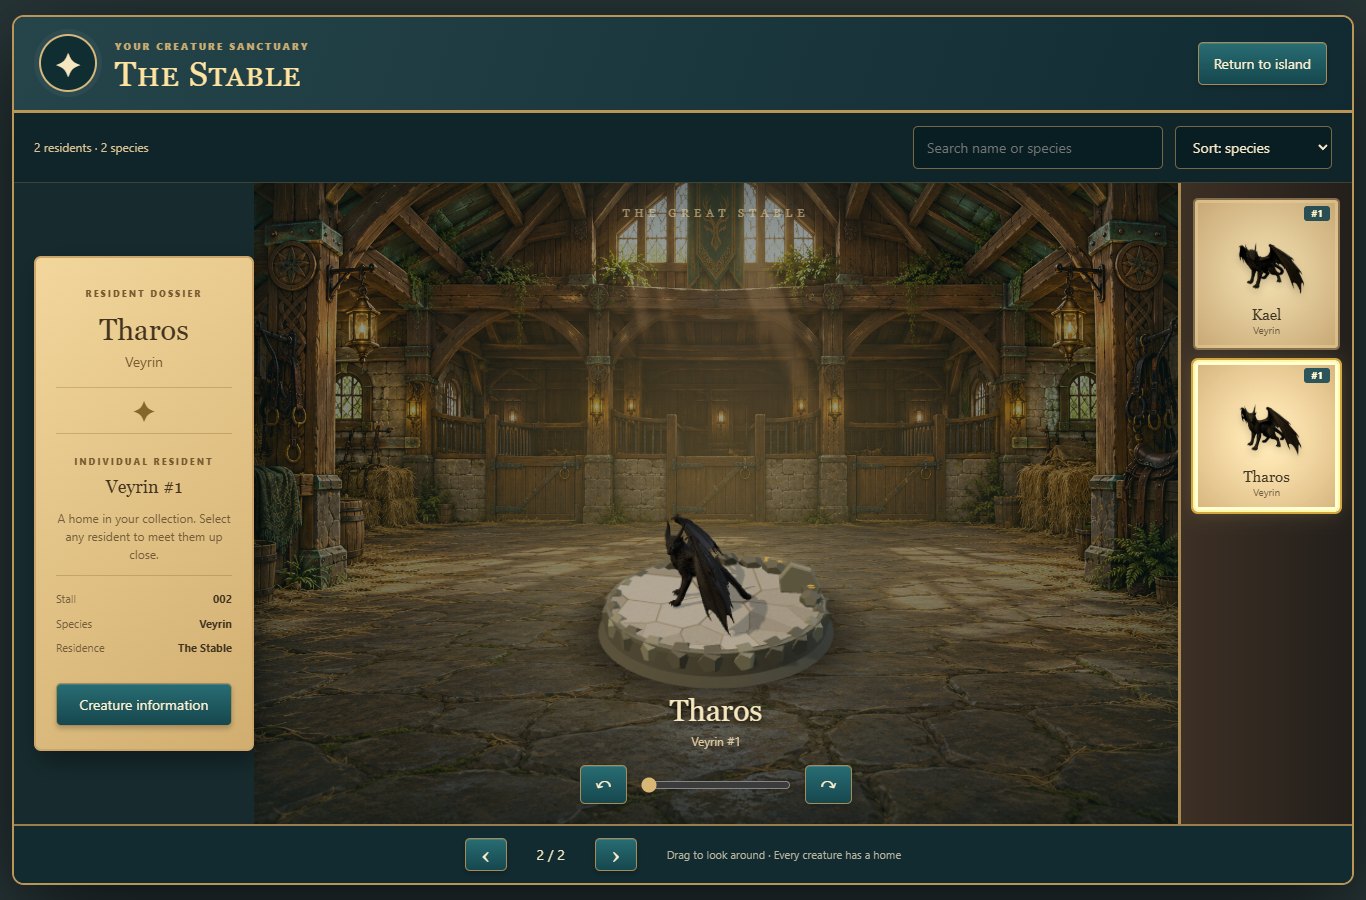 YOUR CREATURE SANCTUARY
THE STABLE
Return to island
2 residents · 2 species
Search name or species
Sort: species
THE GREAT STABLE
RESIDENT DOSSIER
Tharos
Veyrin
INDIVIDUAL RESIDENT
Veyrin #1
A home in your collection. Select
any resident to meet them up
close.
Stall 002
Species Veyrin
Residence The Stable
Creature information
Tharos
Veyrin #1
#1
Kael
Veyrin
#1
Tharos
Veyrin
2 / 2
Drag to look around · Every creature has a home